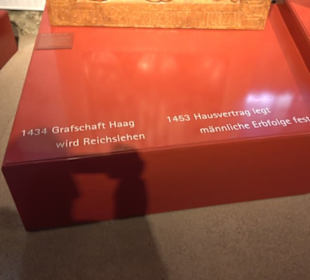 1434 Grafschaft Haag
wird Reichslehen
1453 Hausvertrag legt
männliche Erbfolge fest